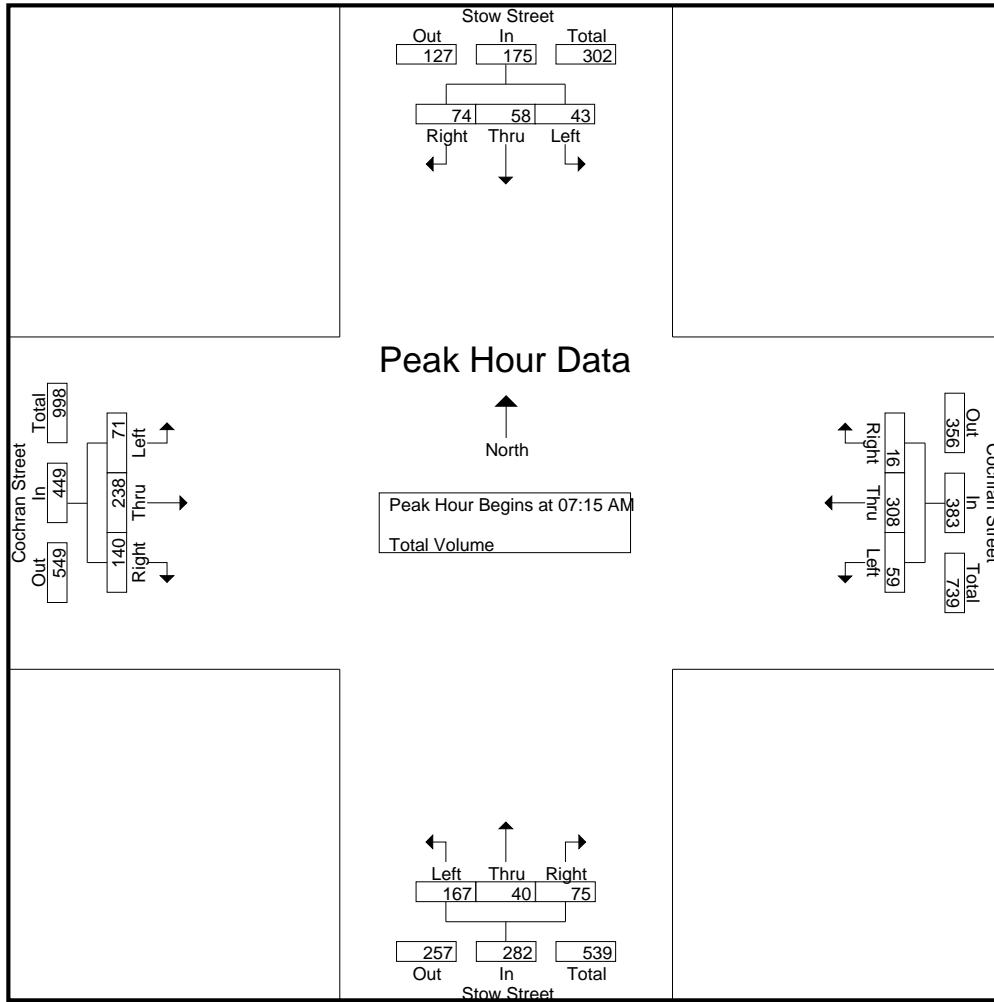 Stow Street
Out In Total
127 175 302
74 58 43
Right Thru Left
Peak Hour Data
North
Peak Hour Begins at 07:15 AM
Total Volume
Cochran Street
Total In Out
998 449 549
71 238 140
Left Thru Right
Cochran Street
Out In Total
356 383 739
16 308 59
Right Thru Left
Left Thru Right
167 40 75
257 282 539
Out In Total
Stow Street